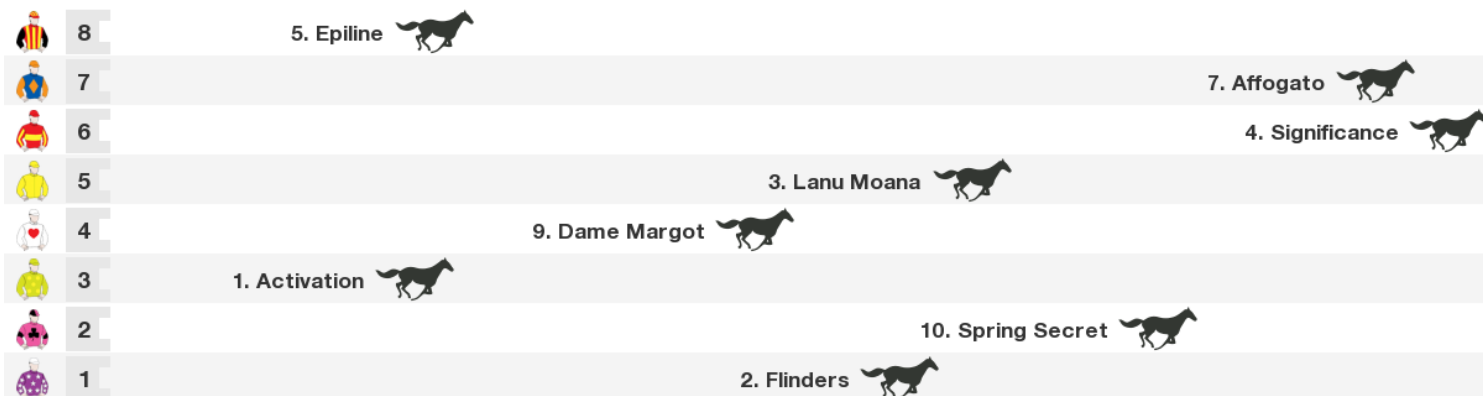 8 5. Epiline
7 7. Affogato
6 4. Significance
5 3. Lanu Moana
4 9. Dame Margot
3 1. Activation
2 10. Spring Secret
1 2. Flinders